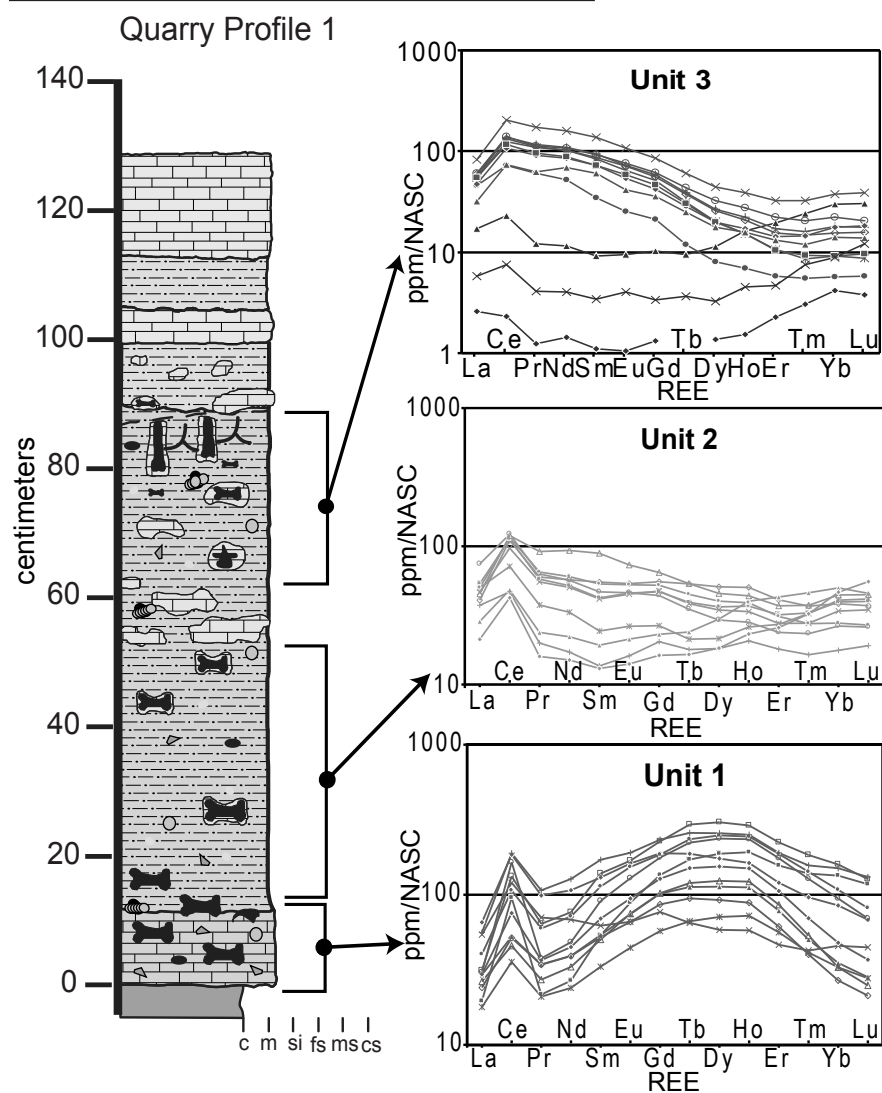 Quarry Profile 1
centimeters
140
120
100
80
60
40
20
0
c m si fs ms cs
Unit 3
ppm/NASC
1000
100
10
1
Ce Tb Tm Lu
La Pr Nd Sm Eu Gd Dy Ho Er Yb
REE
Unit 2
ppm/NASC
1000
100
10
Ce Nd Eu Tb Ho Tm Lu
La Pr Sm Gd Dy Er Yb
REE
Unit 1
ppm/NASC
1000
100
10
Ce Nd Eu Tb Ho Tm Lu
La Pr Sm Gd Dy Er Yb
REE